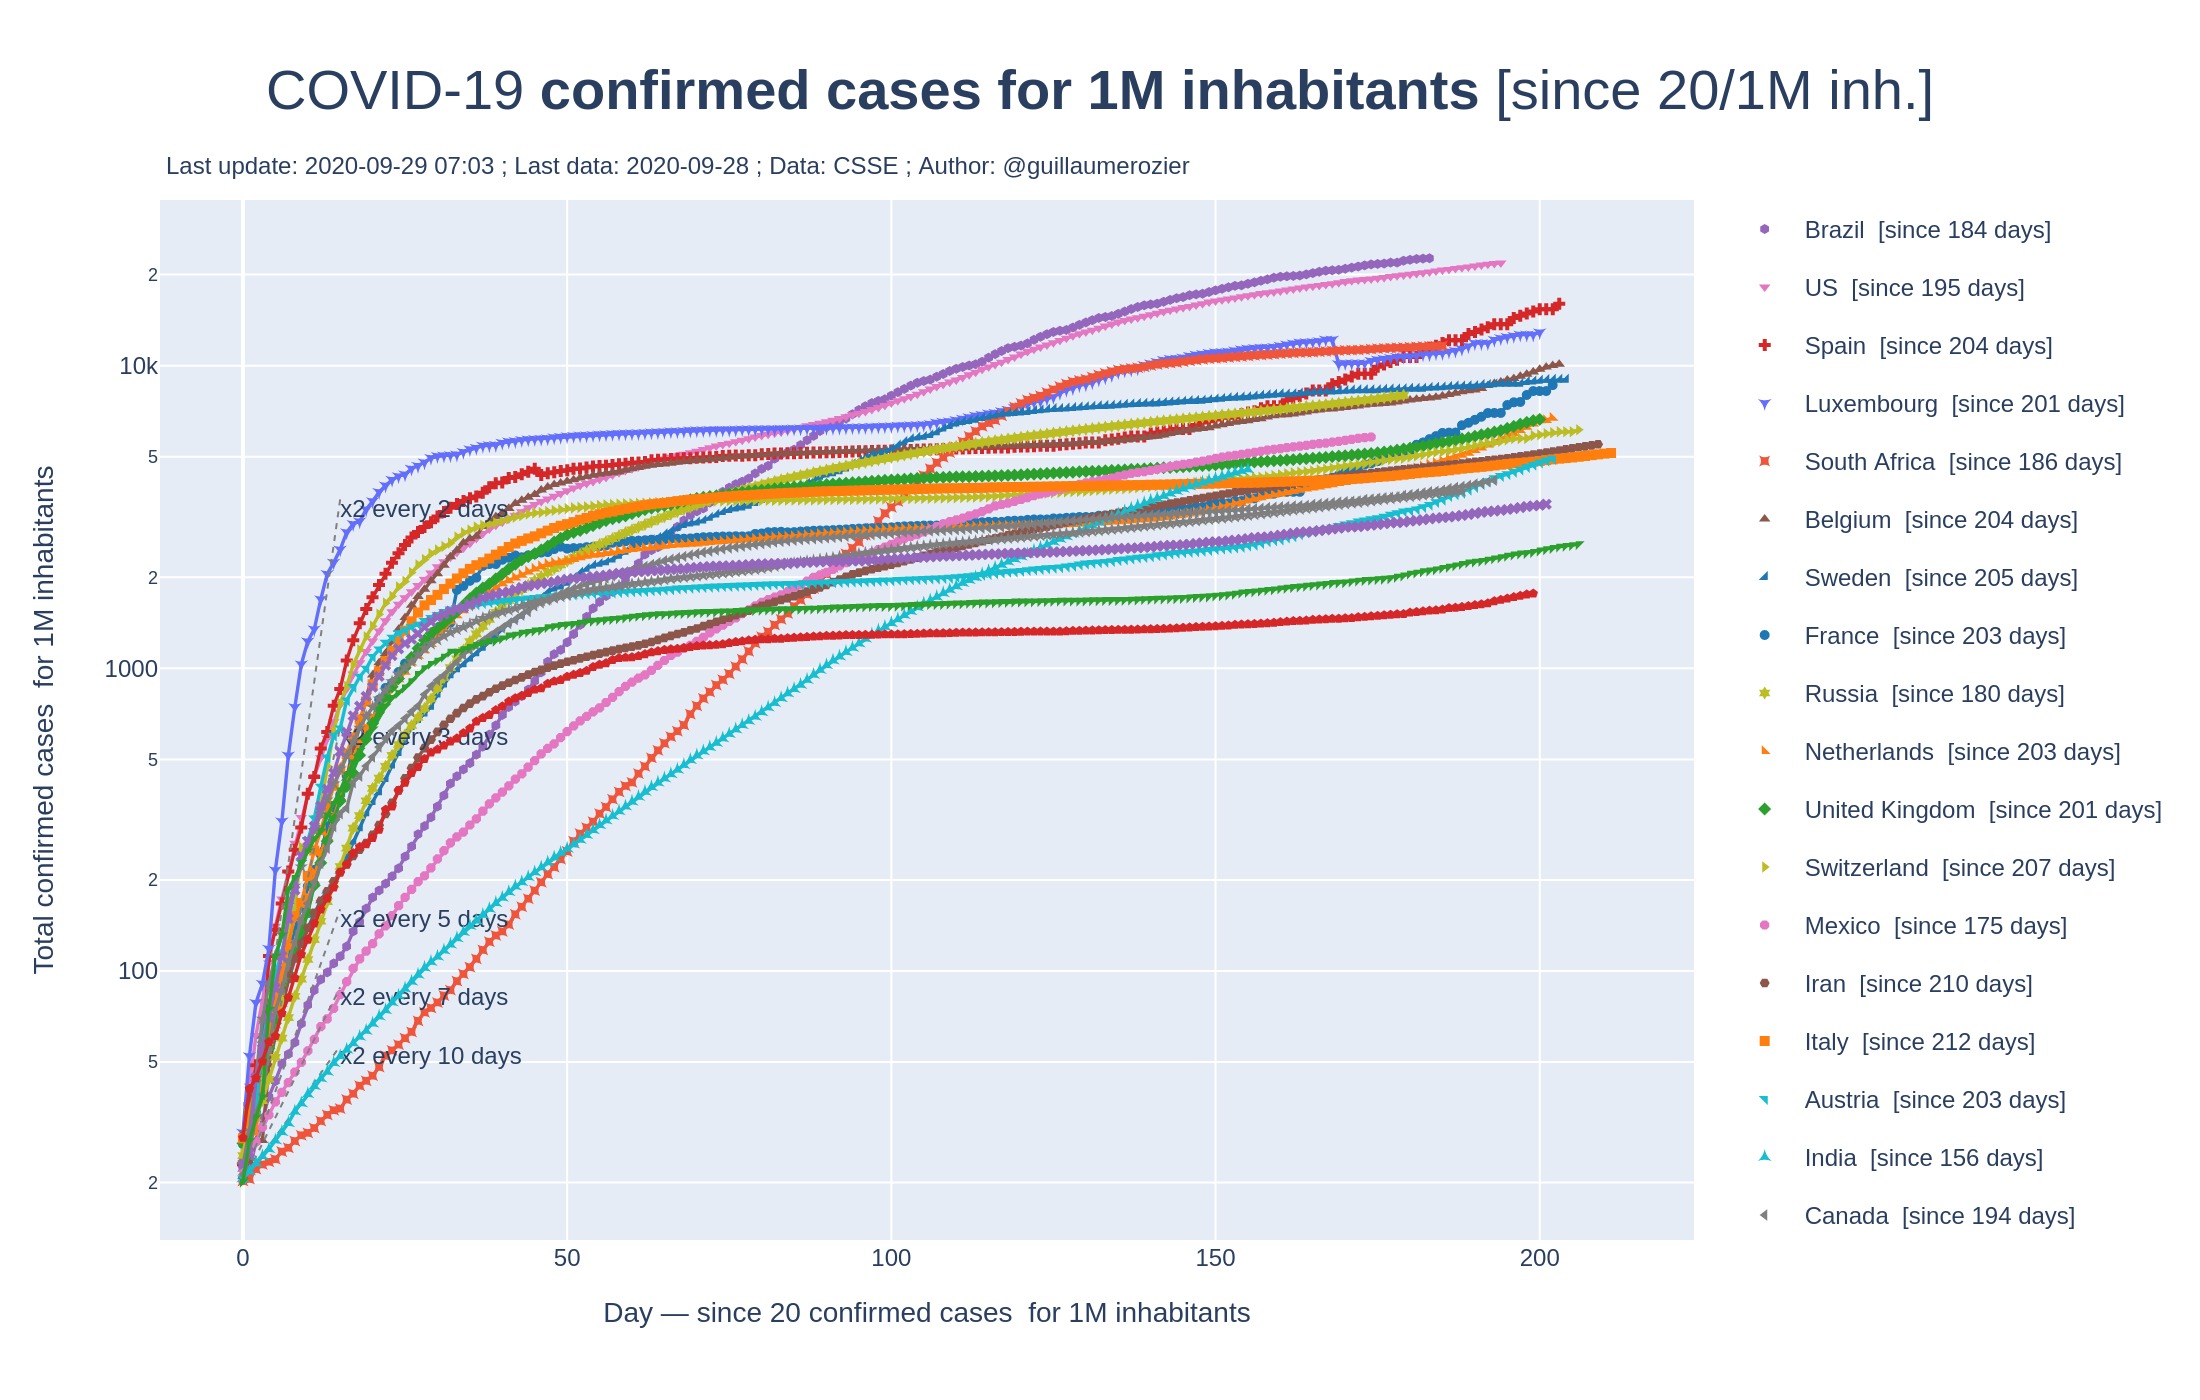 COVID-19 confirmed cases for 1M inhabitants [since 20/1M inh.]
Last update: 2020-09-29 07:03 ; Last data: 2020-09-28 ; Data: CSSE ; Author: @guillaumerozier
Total confirmed cases for 1M inhabitants
2
10k
5
2
1000
5
2
100
5
2
x2 every 2 days
x2 every 3 days
x2 every 5 days
x2 every 7 days
x2 every 10 days
0
50
100
150
200
Day — since 20 confirmed cases for 1M inhabitants
Brazil [since 184 days]
US [since 195 days]
Spain [since 204 days]
Luxembourg [since 201 days]
South Africa [since 186 days]
Belgium [since 204 days]
Sweden [since 205 days]
France [since 203 days]
Russia [since 180 days]
Netherlands [since 203 days]
United Kingdom [since 201 days]
Switzerland [since 207 days]
Mexico [since 175 days]
Iran [since 210 days]
Italy [since 212 days]
Austria [since 203 days]
India [since 156 days]
Canada [since 194 days]